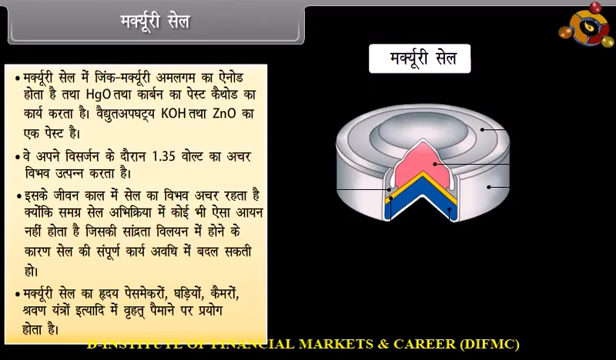 मर्क्यूरी सेल
• मर्क्यूरी सेल में जिंक-मर्क्यूरी अमलगम का ऐनोड
होता है तथा HgO तथा कार्बन का पेस्ट कैथोड का
कार्य करता है। वैद्युतअपघट्य KOH तथा ZnO का
एक पेस्ट है।
• वे अपने विसर्जन के दौरान 1.35 वोल्ट का अचर
विभव उत्पन्न करता है।
• इसके जीवन काल में सेल का विभव अचर रहता है
क्योंकि समग्र सेल अभिक्रिया में कोई भी ऐसा आयन
नहीं होता है जिसकी सांद्रता विलयन में होने के
कारण सेल की संपूर्ण कार्य अवधि में बदल सकती
हो।
• मर्क्यूरी सेल का हृदय पेसमेकरों, घड़ियों, कैमरों,
श्रवण यंत्रों इत्यादि में वृहत् पैमाने पर प्रयोग
होता है।
मर्क्यूरी सेल
D-INSTITUTE OF FINANCIAL MARKETS & CAREER (DIFMC)